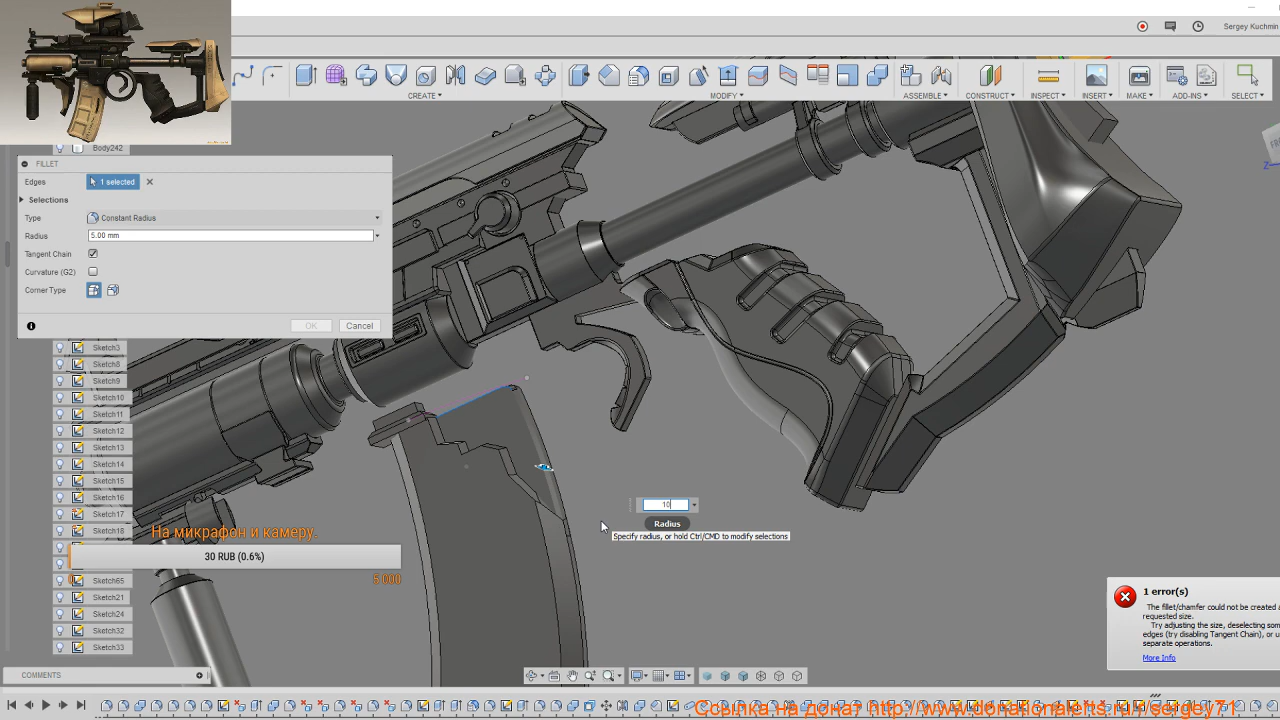 Sergey Kuchmin
CREATE
MODIFY
ASSEMBLE
CONSTRUCT
INSPECT
INSERT
MAKE
ADD-INS
SELECT
Body242
FILLET
Edges
1 selected
Selections
Type
Constant Radius
Radius
5.00 mm
Tangent Chain
Curvature (G2)
Corner Type
OK
Cancel
Sketch3
Sketch8
Sketch9
Sketch10
Sketch11
Sketch12
Sketch13
Sketch14
Sketch15
Sketch16
Sketch17
Sketch18
На микрафон и камеру.
30 RUB (0.6%)
5 000
Sketch65
Sketch21
Sketch24
Sketch32
Sketch33
10
Radius
Specify radius, or hold Ctrl/CMD to modify selections
1 error(s)
The fillet/chamfer could not be created a
requested size.
Try adjusting the size, deselecting som
edges (try disabling Tangent Chain), or u
separate operations.
More Info
COMMENTS
Ссылка на донат http://www.donationalerts.ru/r/sergey71